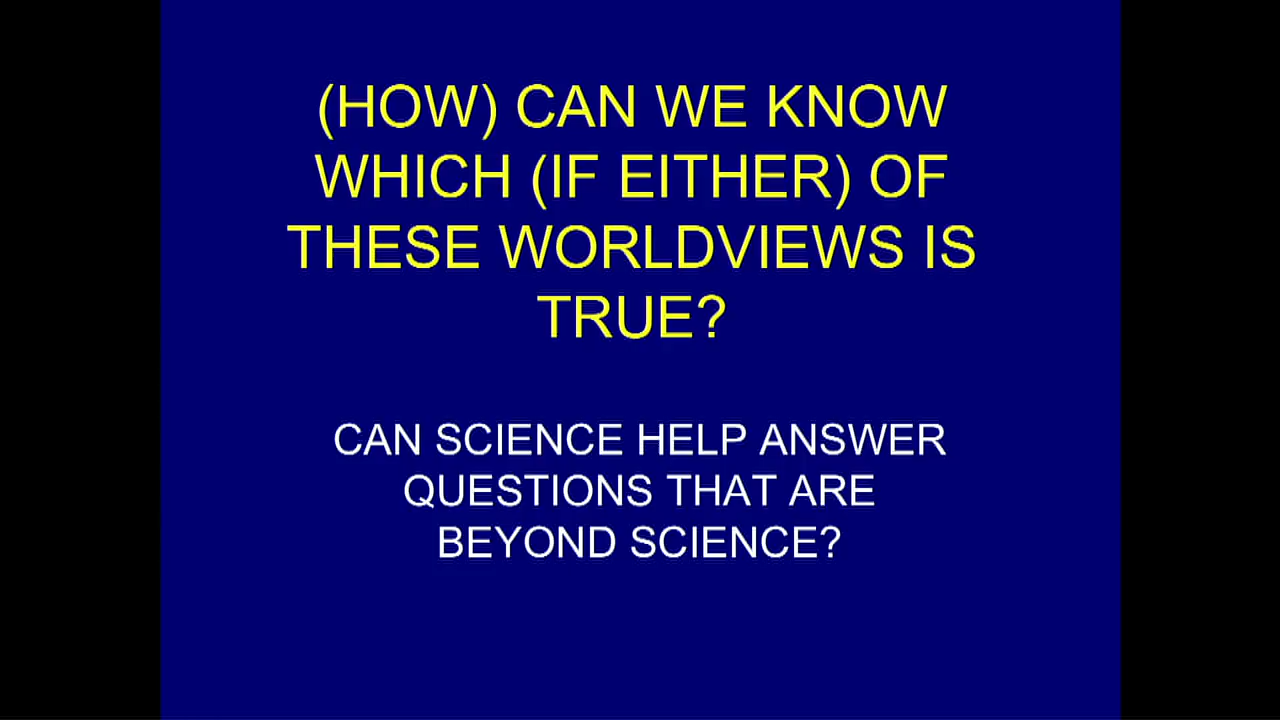 (HOW) CAN WE KNOW
WHICH (IF EITHER) OF
THESE WORLDVIEWS IS
TRUE?
CAN SCIENCE HELP ANSWER
QUESTIONS THAT ARE
BEYOND SCIENCE?